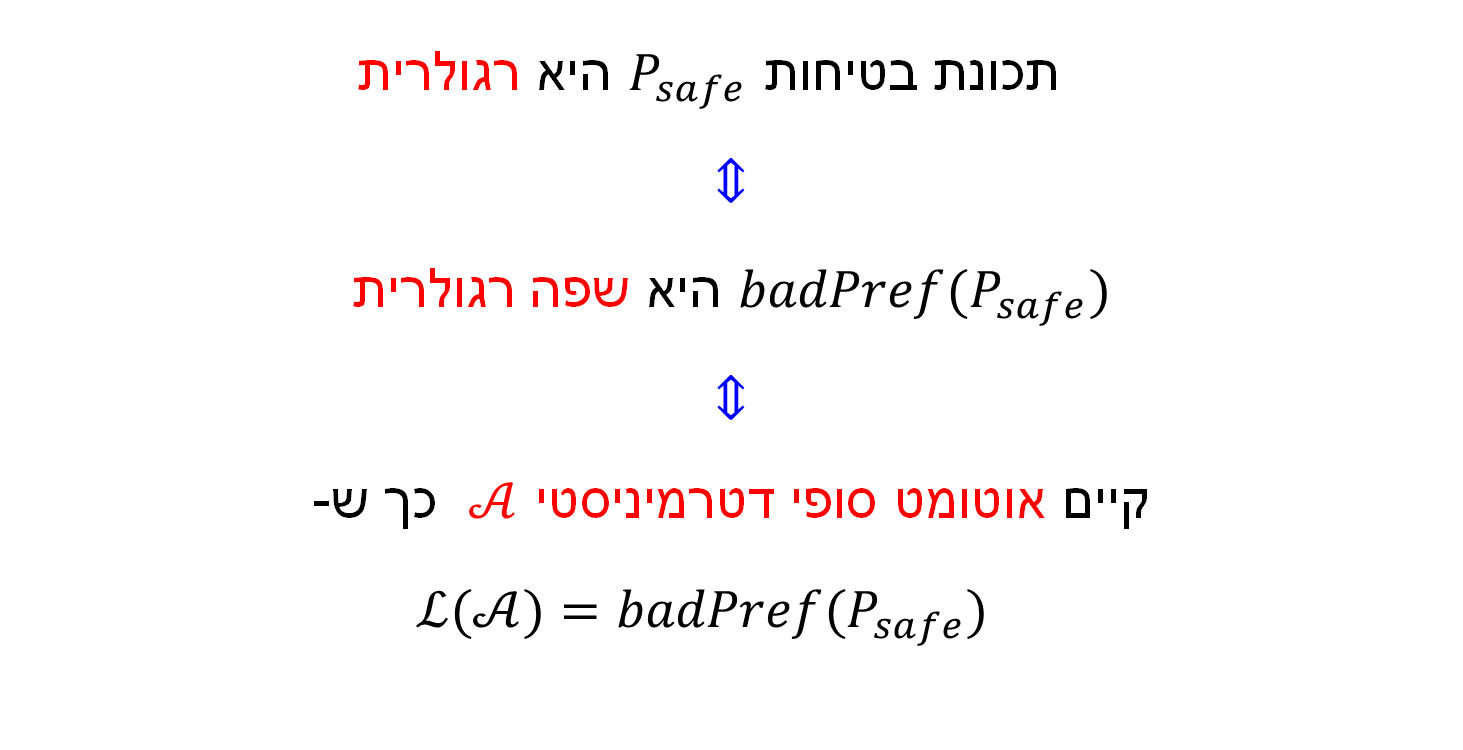 תכונת בטיחות P_safe היא רגולרית
⇕
badPref(P_safe) היא שפה רגולרית
⇕
קיים אוטומט סופי דטרמיניסטי 𝒜 כך ש-
ℒ(𝒜) = badPref(P_safe)